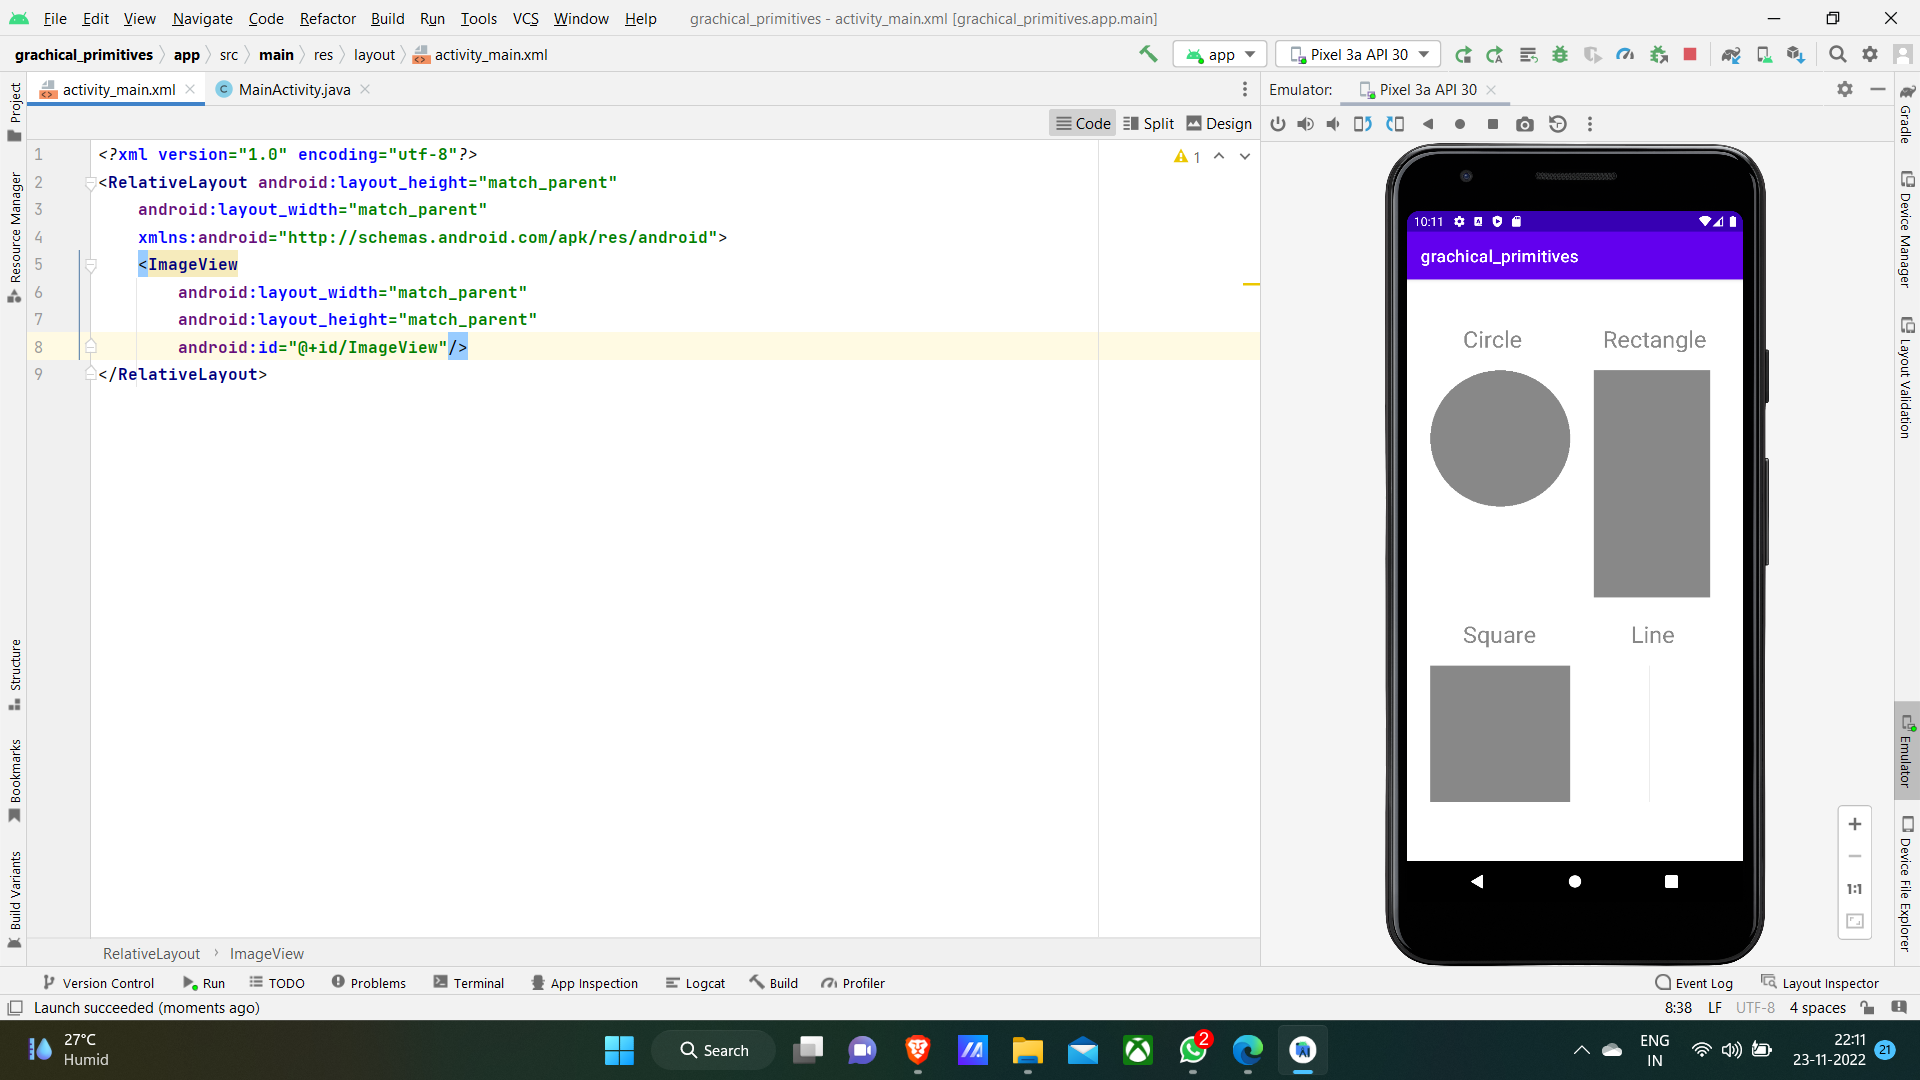 File Edit View Navigate Code Refactor Build Run Tools VCS Window Help grachical_primitives - activity_main.xml [grachical_primitives.app.main]
grachical_primitives app src main res layout activity_main.xml app Pixel 3a API 30
activity_main.xml MainActivity.java Emulator: Pixel 3a API 30
Code Split Design
1 <?xml version="1.0" encoding="utf-8"?> 1
2 <RelativeLayout android:layout_height="match_parent"
3 android:layout_width="match_parent"
4 xmlns:android="http://schemas.android.com/apk/res/android">
5 <ImageView
6 android:layout_width="match_parent"
7 android:layout_height="match_parent"
8 android:id="@+id/ImageView"/>
9 </RelativeLayout>
Project
Resource Manager
Structure
Bookmarks
Build Variants
10:11
grachical_primitives
Circle Rectangle
Square Line
1:1
Gradle
Device Manager
Layout Validation
Emulator
Device File Explorer
RelativeLayout ImageView
Version Control Run TODO Problems Terminal App Inspection Logcat Build Profiler Event Log Layout Inspector
Launch succeeded (moments ago) 8:38 LF UTF-8 4 spaces
27°C
Humid
Search
2
ENG
IN
22:11
23-11-2022
21